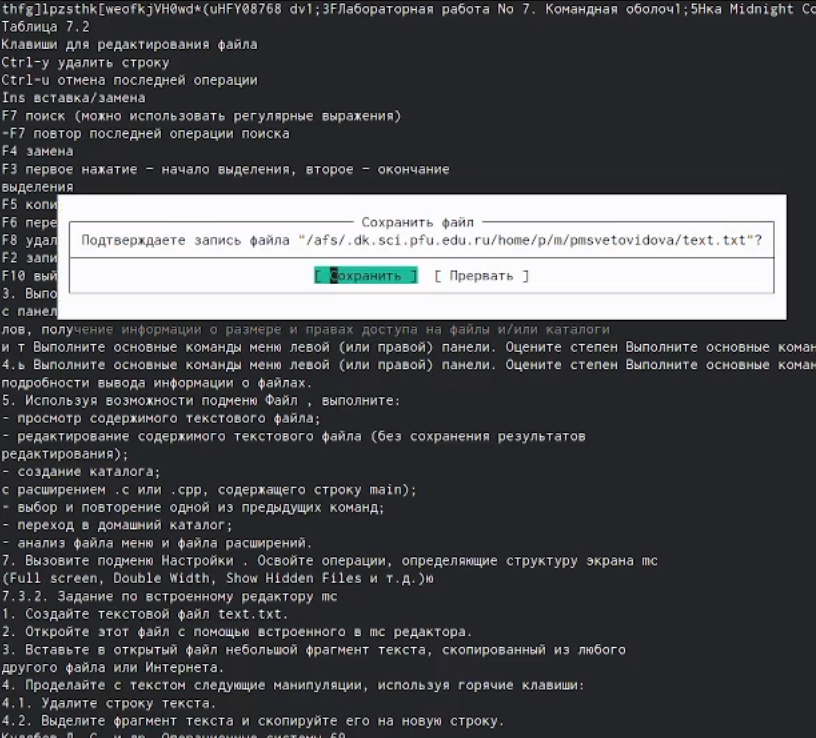 thfg]lpzsthk[weofkjVH0wd*(uHFY08768 dv1;3FЛабораторная работа No 7. Командная оболоч1;5Hка Midnight Co
Таблица 7.2
Клавиши для редактирования файла
Ctrl-y удалить строку
Ctrl-u отмена последней операции
Ins вставка/замена
F7 поиск (можно использовать регулярные выражения)
-F7 повтор последней операции поиска
F4 замена
F3 первое нажатие — начало выделения, второе — окончание
выделения
F5 копи
F6 пере
F8 удал
F2 запи
F10 вый
3. Выпо
с панел
Сохранить файл
Подтверждаете запись файла "/afs/.dk.sci.pfu.edu.ru/home/p/m/pmsvetovidova/text.txt"?
[ Сохранить ] [ Прервать ]
лов, получение информации о размере и правах доступа на файлы и/или каталоги
и т Выполните основные команды меню левой (или правой) панели. Оцените степен Выполните основные коман
4.ь Выполните основные команды меню левой (или правой) панели. Оцените степен Выполните основные коман
подробности вывода информации о файлах.
5. Используя возможности подменю Файл , выполните:
- просмотр содержимого текстового файла;
- редактирование содержимого текстового файла (без сохранения результатов
редактирования);
- создание каталога;
с расширением .c или .cpp, содержащего строку main);
- выбор и повторение одной из предыдущих команд;
- переход в домашний каталог;
- анализ файла меню и файла расширений.
7. Вызовите подменю Настройки . Освойте операции, определяющие структуру экрана mc
(Full screen, Double Width, Show Hidden Files и т.д.)ю
7.3.2. Задание по встроенному редактору mc
1. Создайте текстовой файл text.txt.
2. Откройте этот файл с помощью встроенного в mc редактора.
3. Вставьте в открытый файл небольшой фрагмент текста, скопированный из любого
другого файла или Интернета.
4. Проделайте с текстом следующие манипуляции, используя горячие клавиши:
4.1. Удалите строку текста.
4.2. Выделите фрагмент текста и скопируйте его на новую строку.
Кулябов Д. С. и др. Операционные системы 69